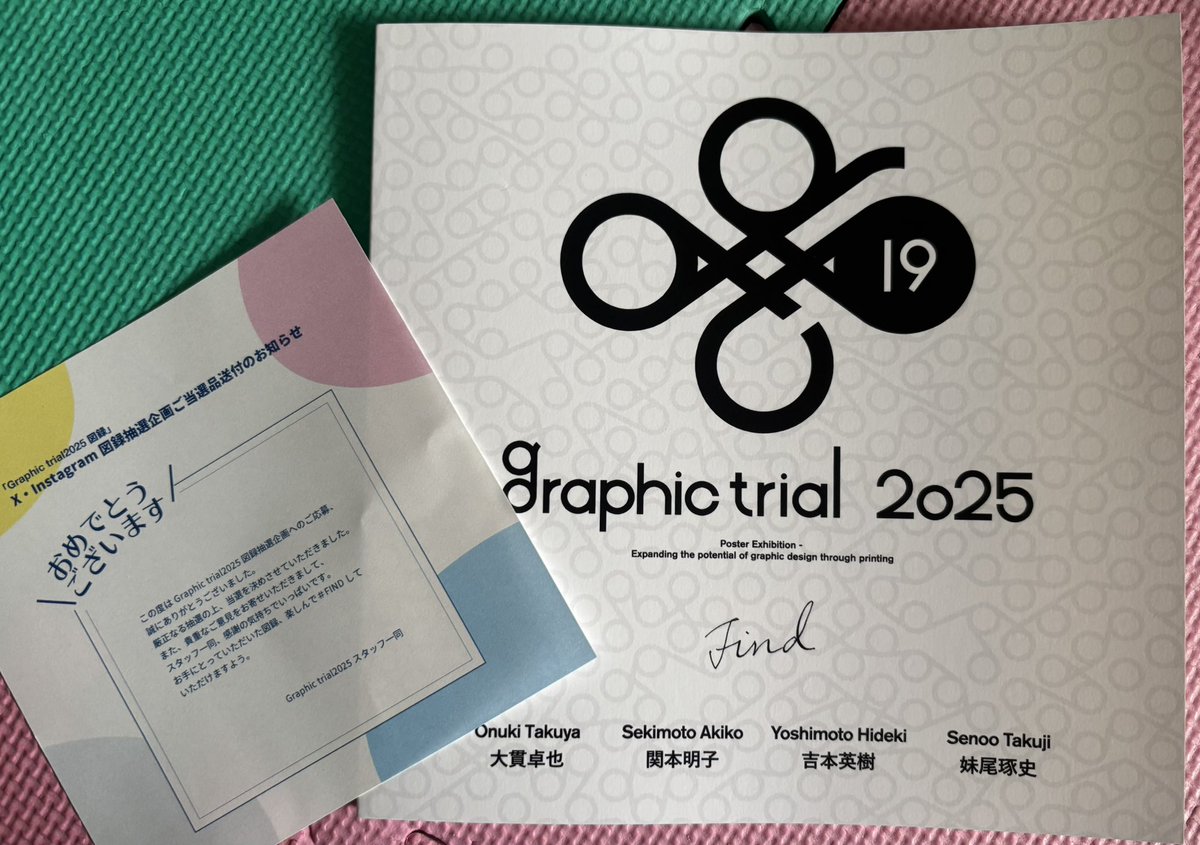 「Graphic trial2025 図録」
X・Instagram 図録抽選企画ご当選品送付のお知らせ
おめでとう
ございます
この度は Graphic trial2025 図録抽選企画へのご応募、
誠にありがとうございました。
厳正なる抽選の上、当選を決めさせていただきました。
また、貴重なご意見をお寄せいただきまして、
スタッフ一同、感謝の気持ちでいっぱいです。
お手にとっていただいた図録、楽しんで#FINDして
いただけますよう。
Graphic trial2025 スタッフ一同
19
graphic trial 2025
Poster Exhibition -
Expanding the potential of graphic design through printing
Find
Onuki Takuya
大貫卓也
Sekimoto Akiko
関本明子
Yoshimoto Hideki
吉本英樹
Senoo Takuji
妹尾琢史